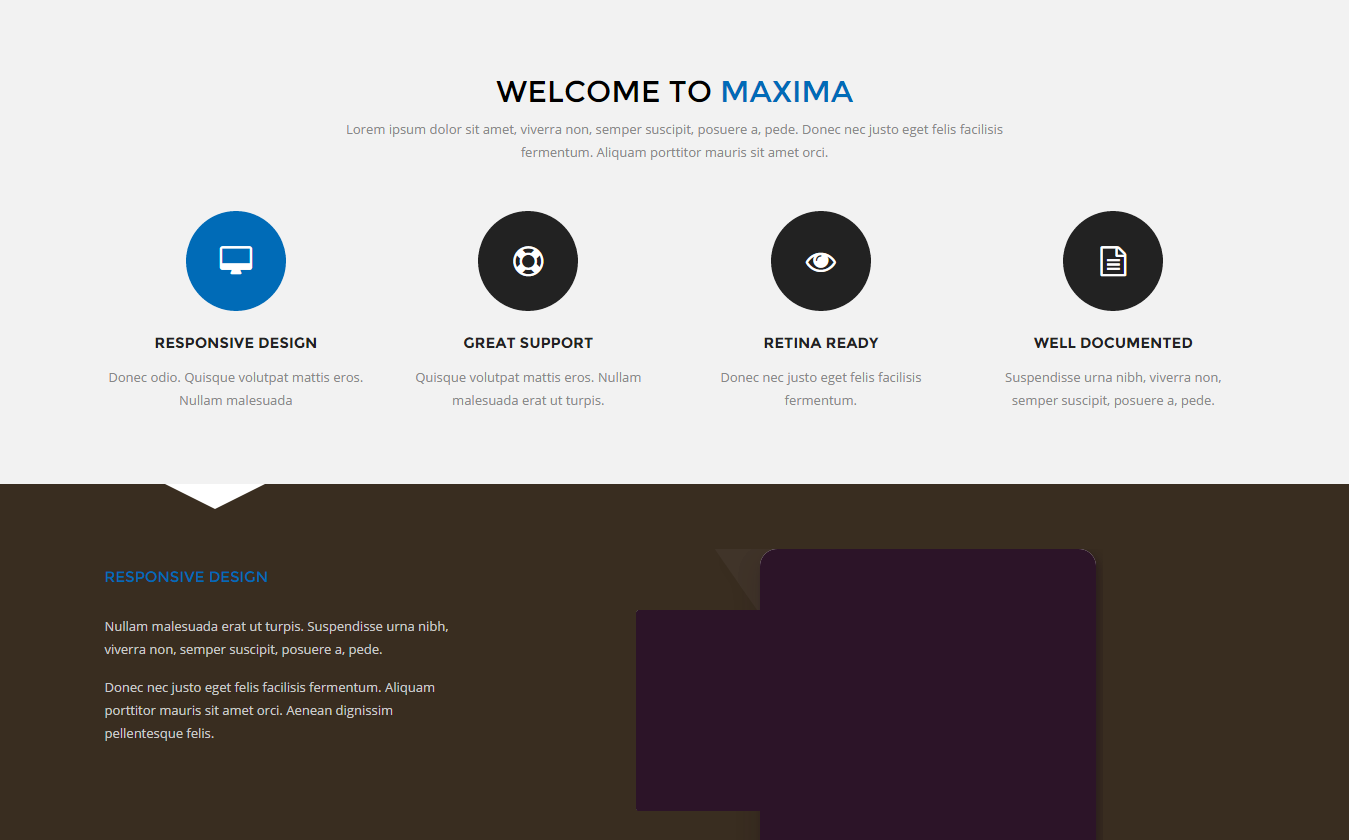 WELCOME TO MAXIMA
Lorem ipsum dolor sit amet, viverra non, semper suscipit, posuere a, pede. Donec nec justo eget felis facilisis
fermentum. Aliquam porttitor mauris sit amet orci.
RESPONSIVE DESIGN
Donec odio. Quisque volutpat mattis eros.
Nullam malesuada
GREAT SUPPORT
Quisque volutpat mattis eros. Nullam
malesuada erat ut turpis.
RETINA READY
Donec nec justo eget felis facilisis
fermentum.
WELL DOCUMENTED
Suspendisse urna nibh, viverra non,
semper suscipit, posuere a, pede.
RESPONSIVE DESIGN
Nullam malesuada erat ut turpis. Suspendisse urna nibh,
viverra non, semper suscipit, posuere a, pede.
Donec nec justo eget felis facilisis fermentum. Aliquam
porttitor mauris sit amet orci. Aenean dignissim
pellentesque felis.